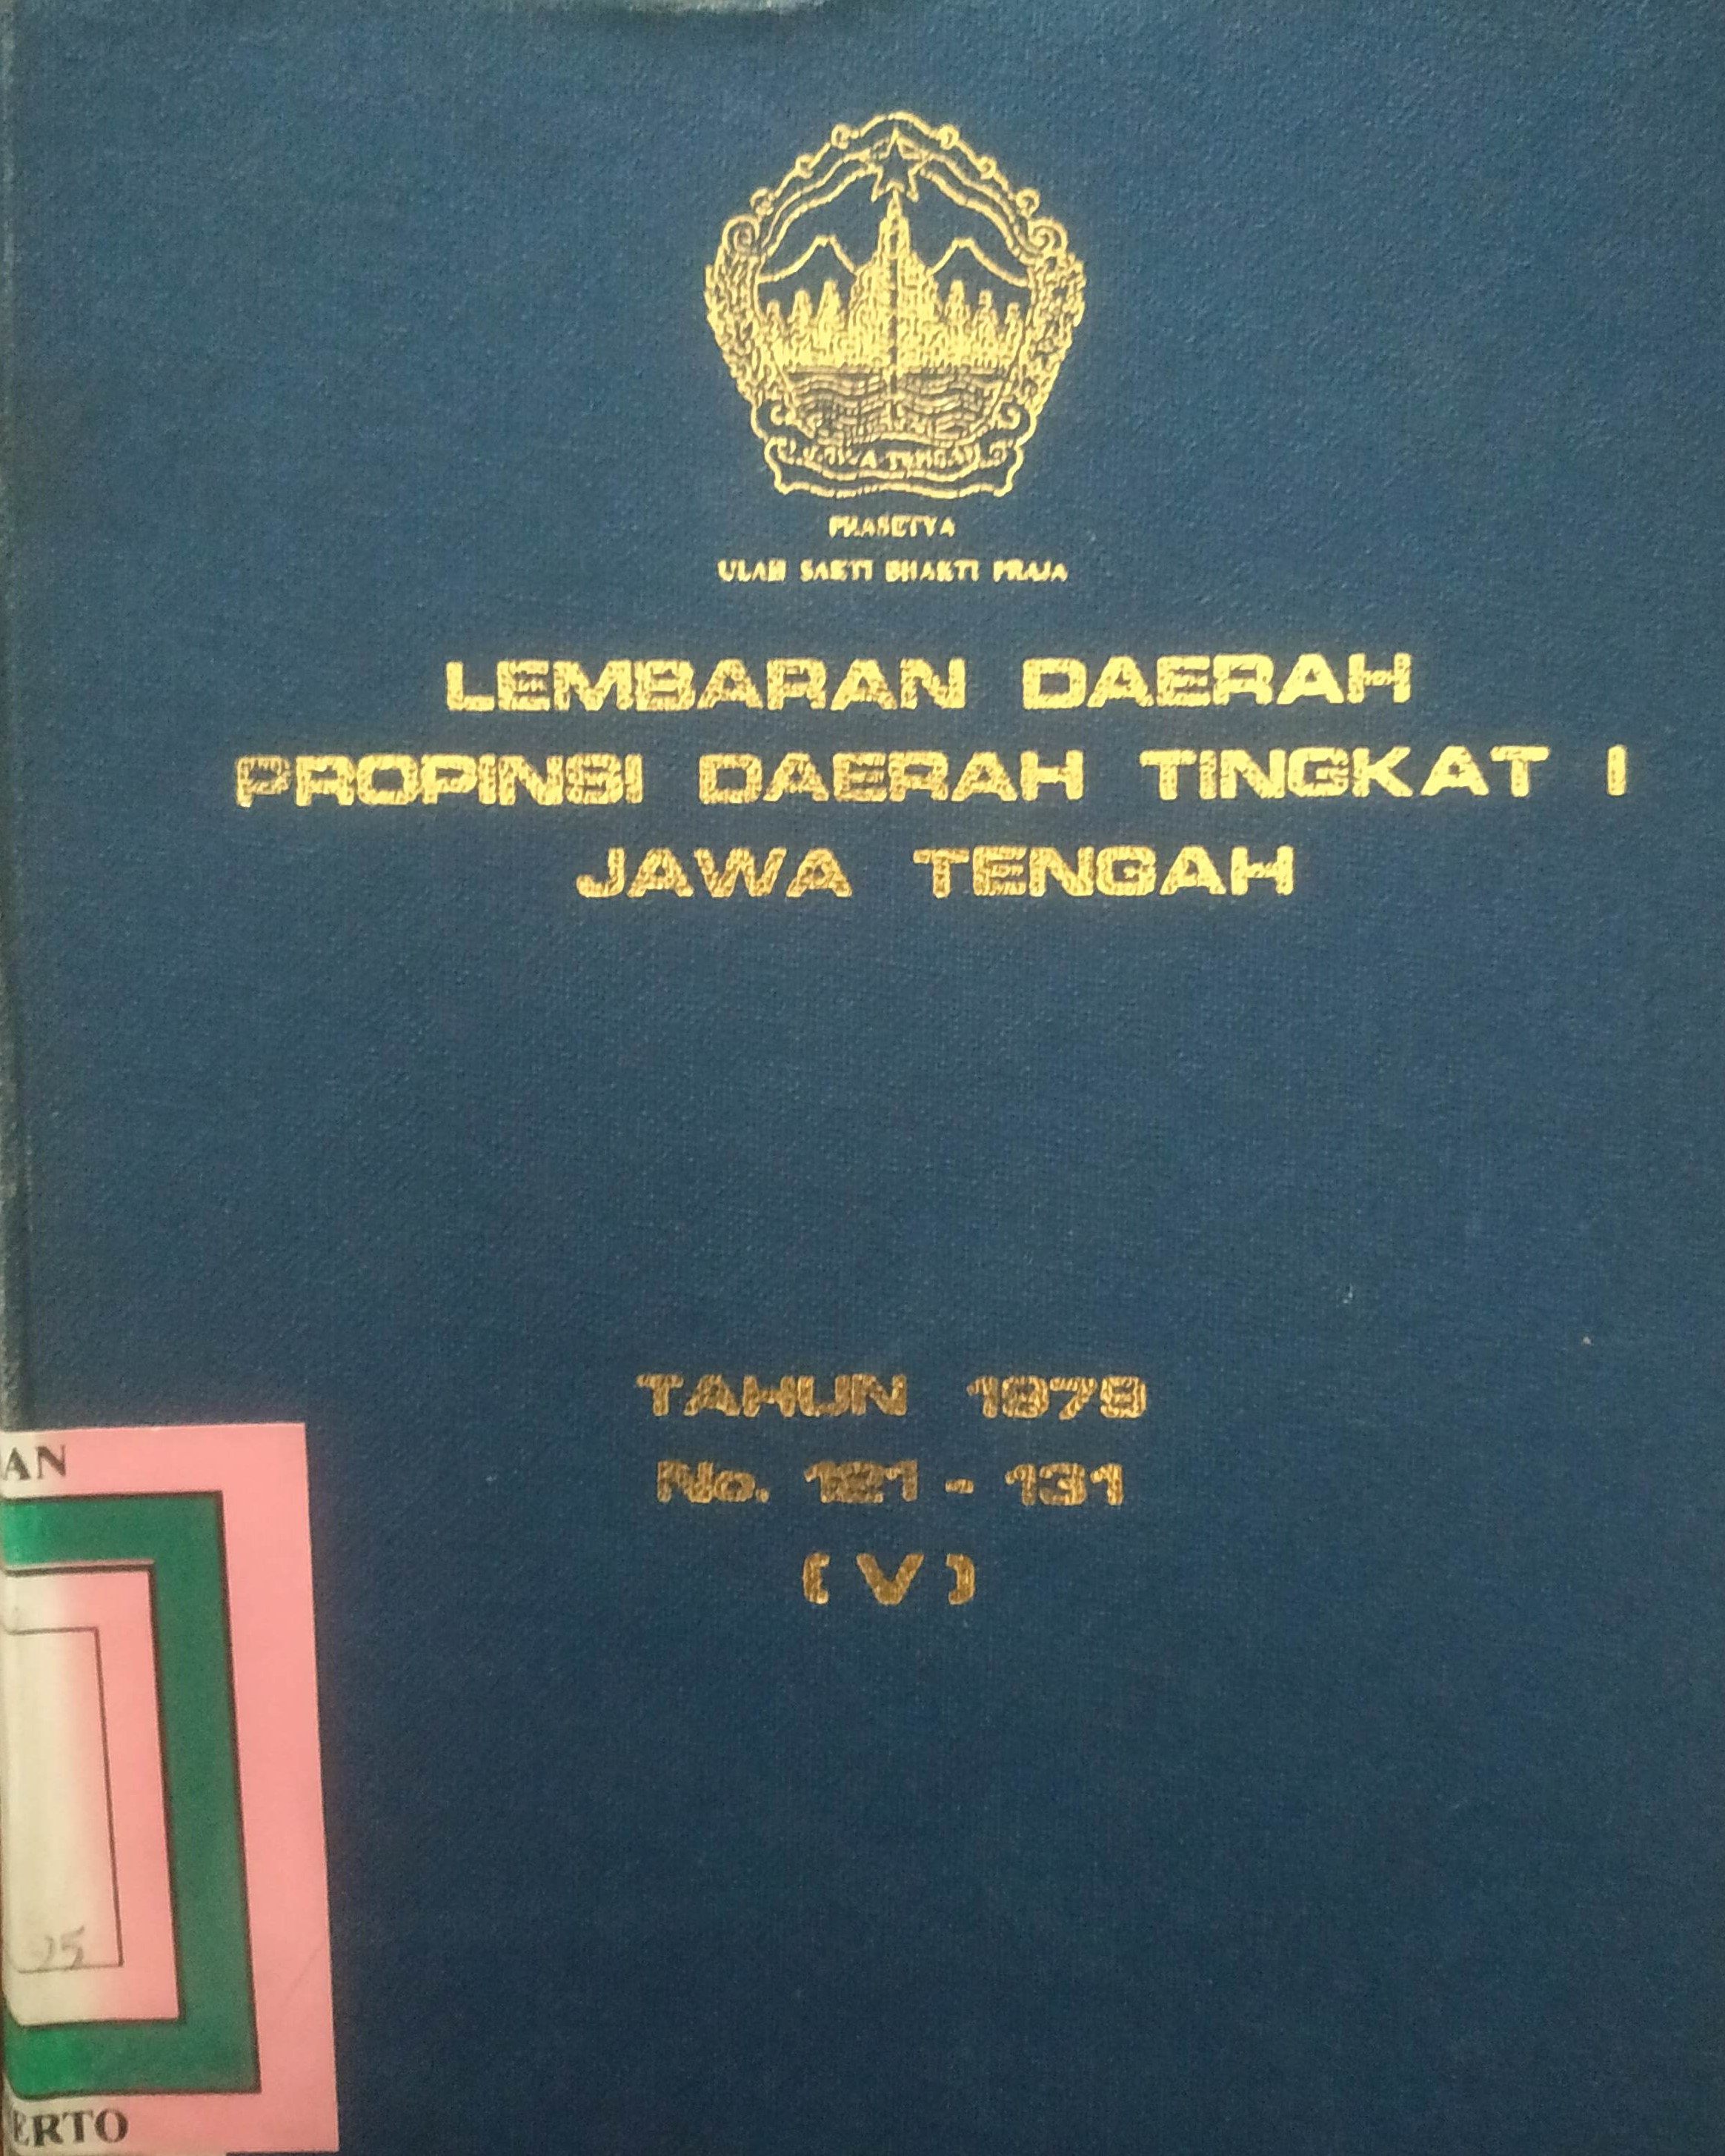 JAWA TENGAH
PRASETYA
ULAH SAKTI BHAKTI PRAJA
LEMBARAN DAERAH
PROPINSI DAERAH TINGKAT I
JAWA TENGAH
TAHUN 1979
No. 121 - 131
( V )
AN
25
ERTO